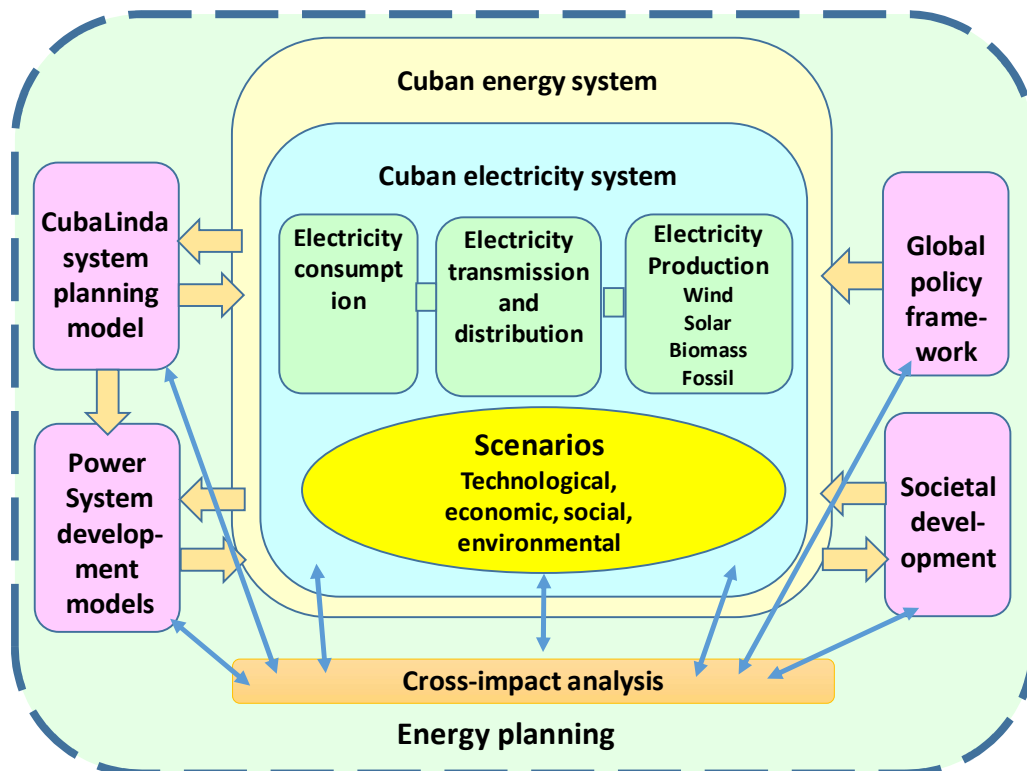 Cuban energy system
Cuban electricity system
CubaLinda
system
planning
model
Electricity
consumpt
ion
Electricity
transmission
and
distribution
Electricity
Production
Wind
Solar
Biomass
Fossil
Global
policy
frame-
work
Scenarios
Technological,
economic, social,
environmental
Power
System
develop-
ment
models
Societal
devel-
opment
Cross-impact analysis
Energy planning